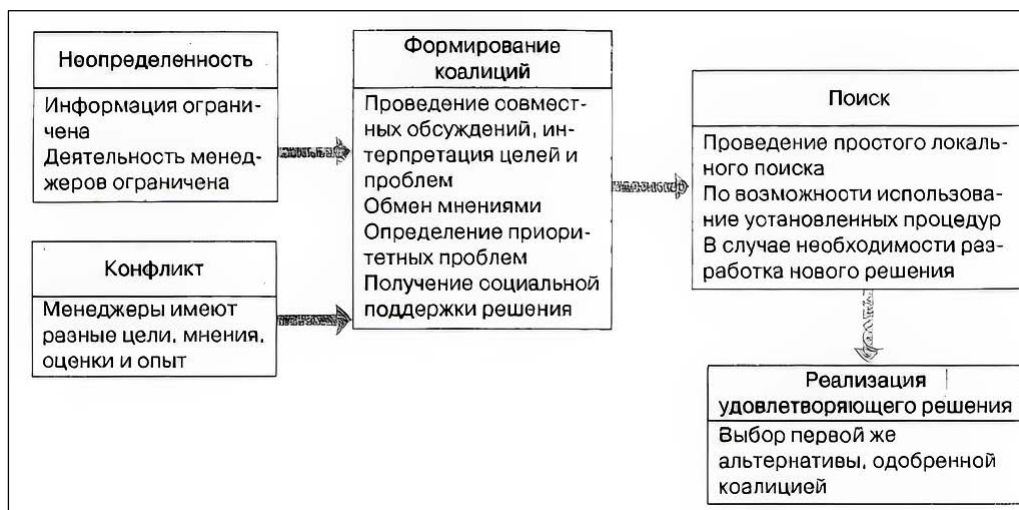 Неопределенность
Информация ограни-
чена
Деятельность менед-
жеров ограничена
Конфликт
Менеджеры имеют
разные цели, мнения,
оценки и опыт
Формирование
коалиций
Проведение совмест-
ных обсуждений, ин-
терпретация целей и
проблем
Обмен мнениями
Определение приори-
тетных проблем
Получение социальной
поддержки решения
Поиск
Проведение простого локаль-
ного поиска
По возможности использова-
ние установленных процедур
В случае необходимости раз-
работка нового решения
Реализация
удовлетворяющего решения
Выбор первой же
альтернативы, одобренной
коалицией